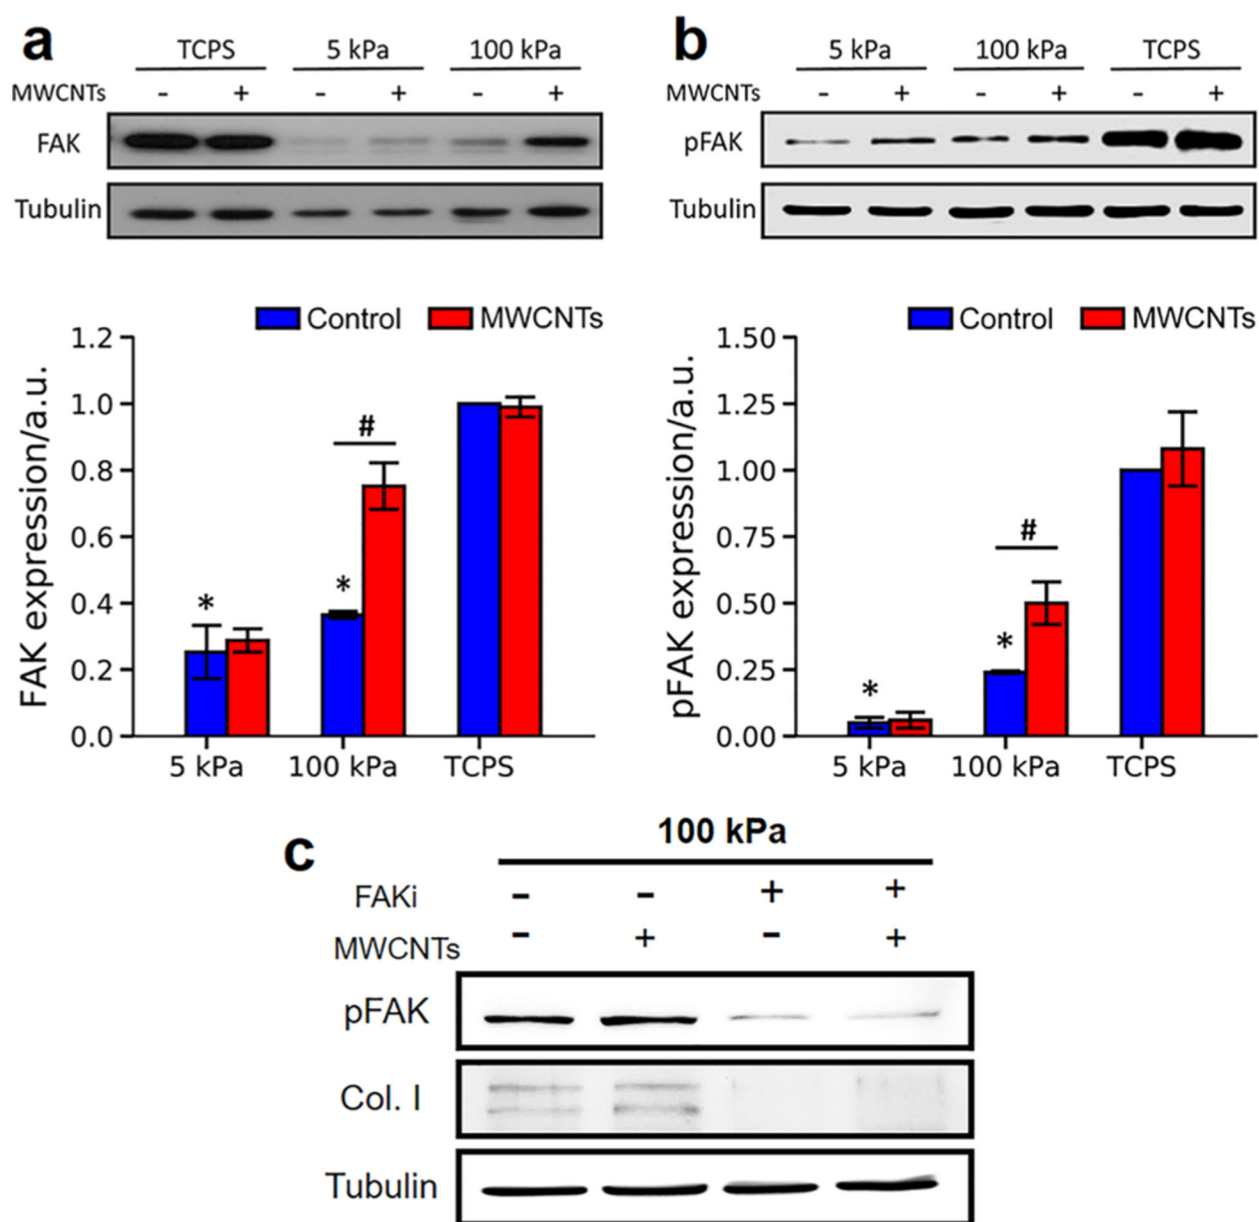 a
TCPS 5 kPa 100 kPa
MWCNTs - + - + - +
FAK
Tubulin
Control MWCNTs
1.2
1.0
0.8
0.6
0.4
0.2
0.0
FAK expression/a.u.
* * #
5 kPa 100 kPa TCPS
b
5 kPa 100 kPa TCPS
MWCNTs - + - + - +
pFAK
Tubulin
Control MWCNTs
1.50
1.25
1.00
0.75
0.50
0.25
0.00
pFAK expression/a.u.
* * #
5 kPa 100 kPa TCPS
c
100 kPa
FAKi - - + +
MWCNTs - + - +
pFAK
Col. I
Tubulin